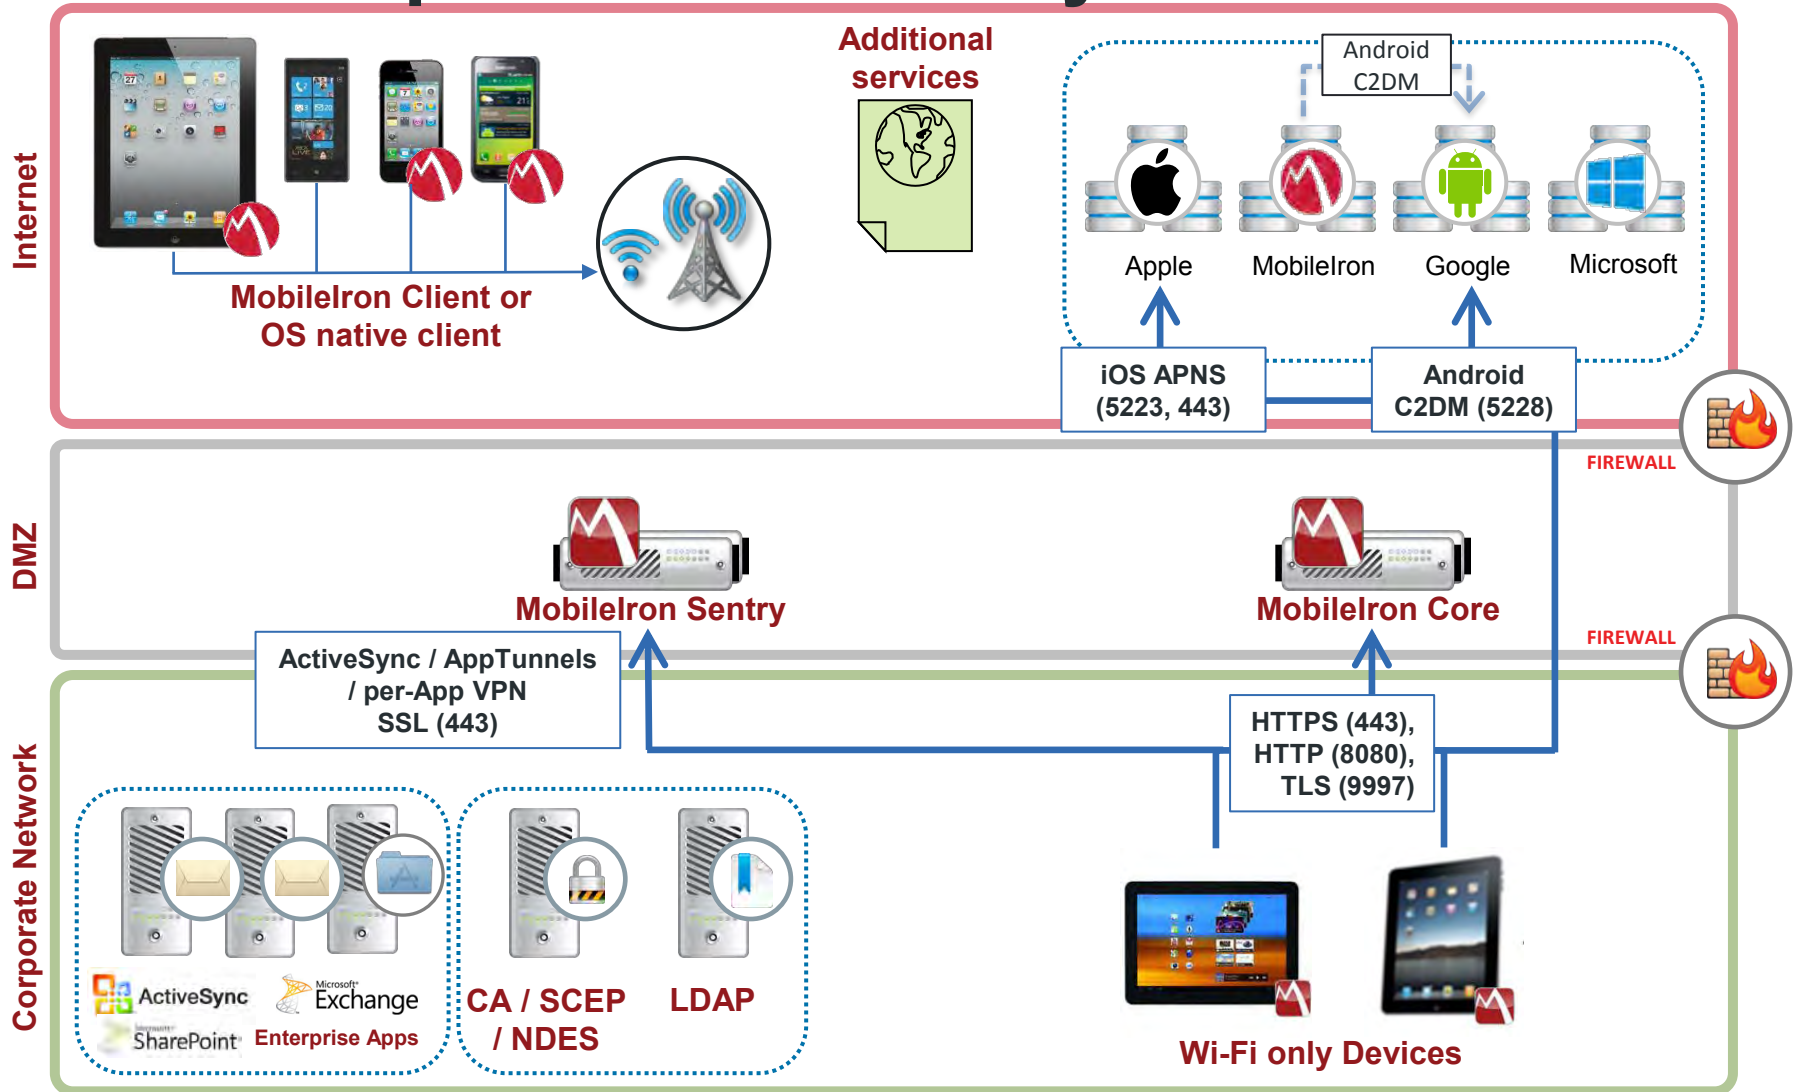 Additional
services
Android
C2DM
Internet
Apple
MobileIron
Google
Microsoft
MobileIron Client or
OS native client
iOS APNS
(5223, 443)
Android
C2DM (5228)
FIREWALL
DMZ
MobileIron Sentry
MobileIron Core
FIREWALL
ActiveSync / AppTunnels
/ per-App VPN
SSL (443)
HTTPS (443),
HTTP (8080),
TLS (9997)
Corporate Network
ActiveSync
Microsoft
Exchange
SharePoint
Enterprise Apps
CA / SCEP
/ NDES
LDAP
Wi-Fi only Devices